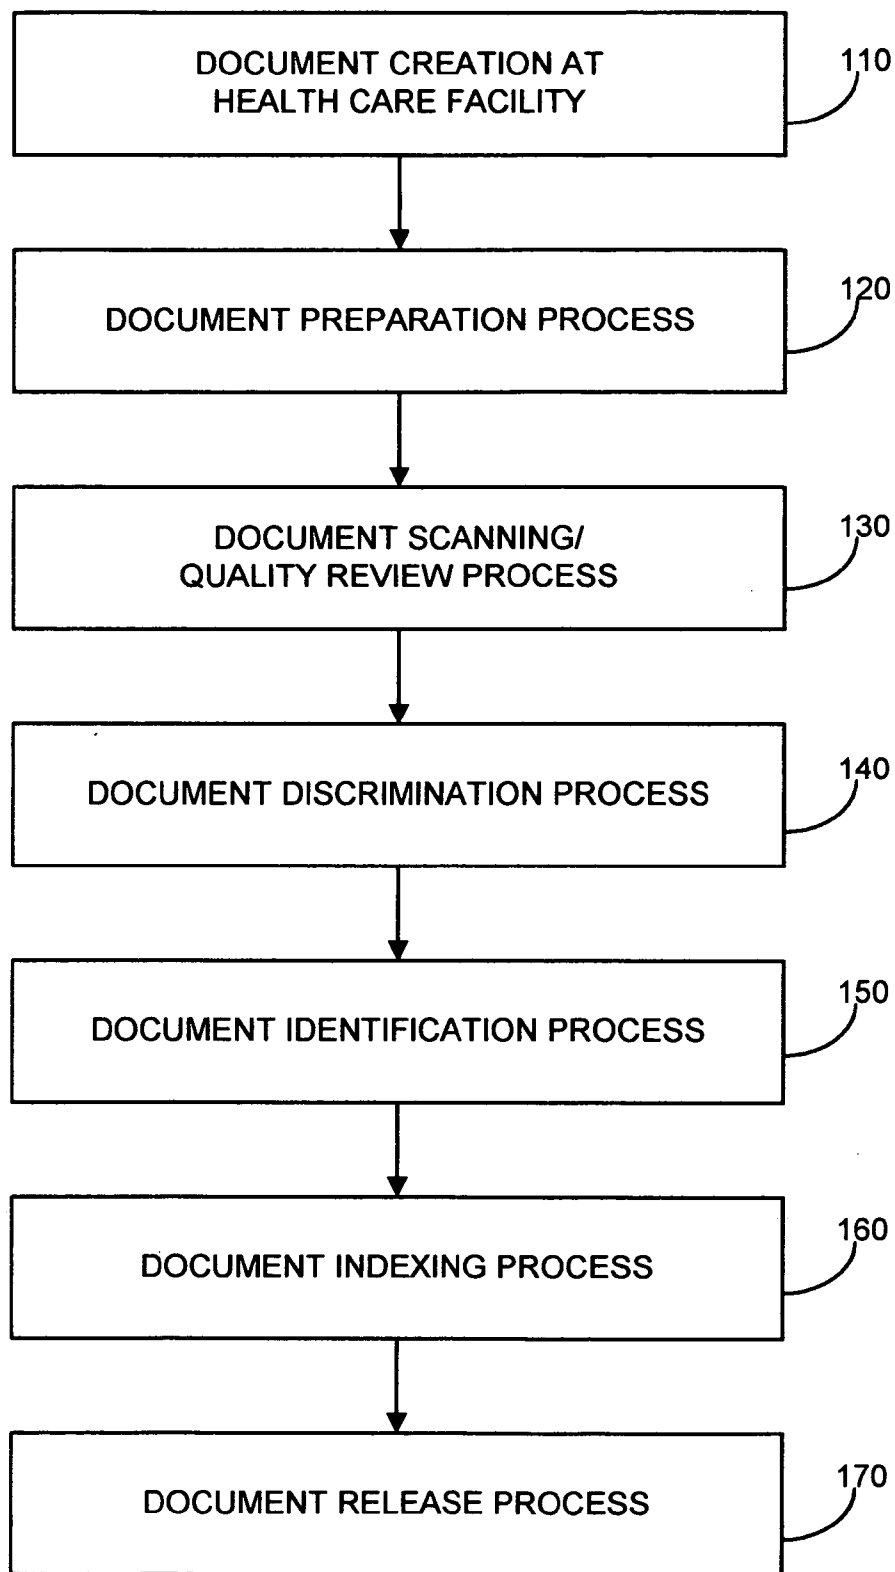 DOCUMENT CREATION AT
HEALTH CARE FACILITY
110
DOCUMENT PREPARATION PROCESS
120
DOCUMENT SCANNING/
QUALITY REVIEW PROCESS
130
DOCUMENT DISCRIMINATION PROCESS
140
DOCUMENT IDENTIFICATION PROCESS
150
DOCUMENT INDEXING PROCESS
160
DOCUMENT RELEASE PROCESS
170